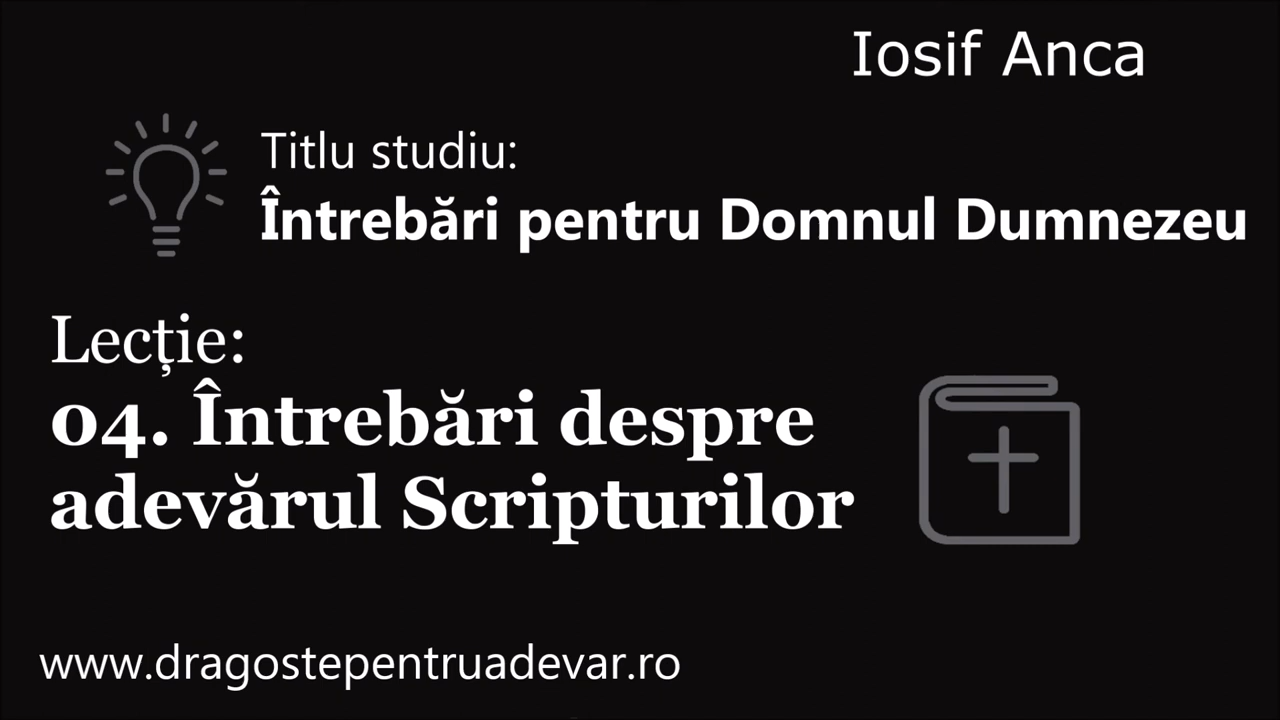 Iosif Anca
Titlu studiu:
Întrebări pentru Domnul Dumnezeu
Lecție:
04. Întrebări despre
adevărul Scripturilor
www.dragostepentruadevar.ro